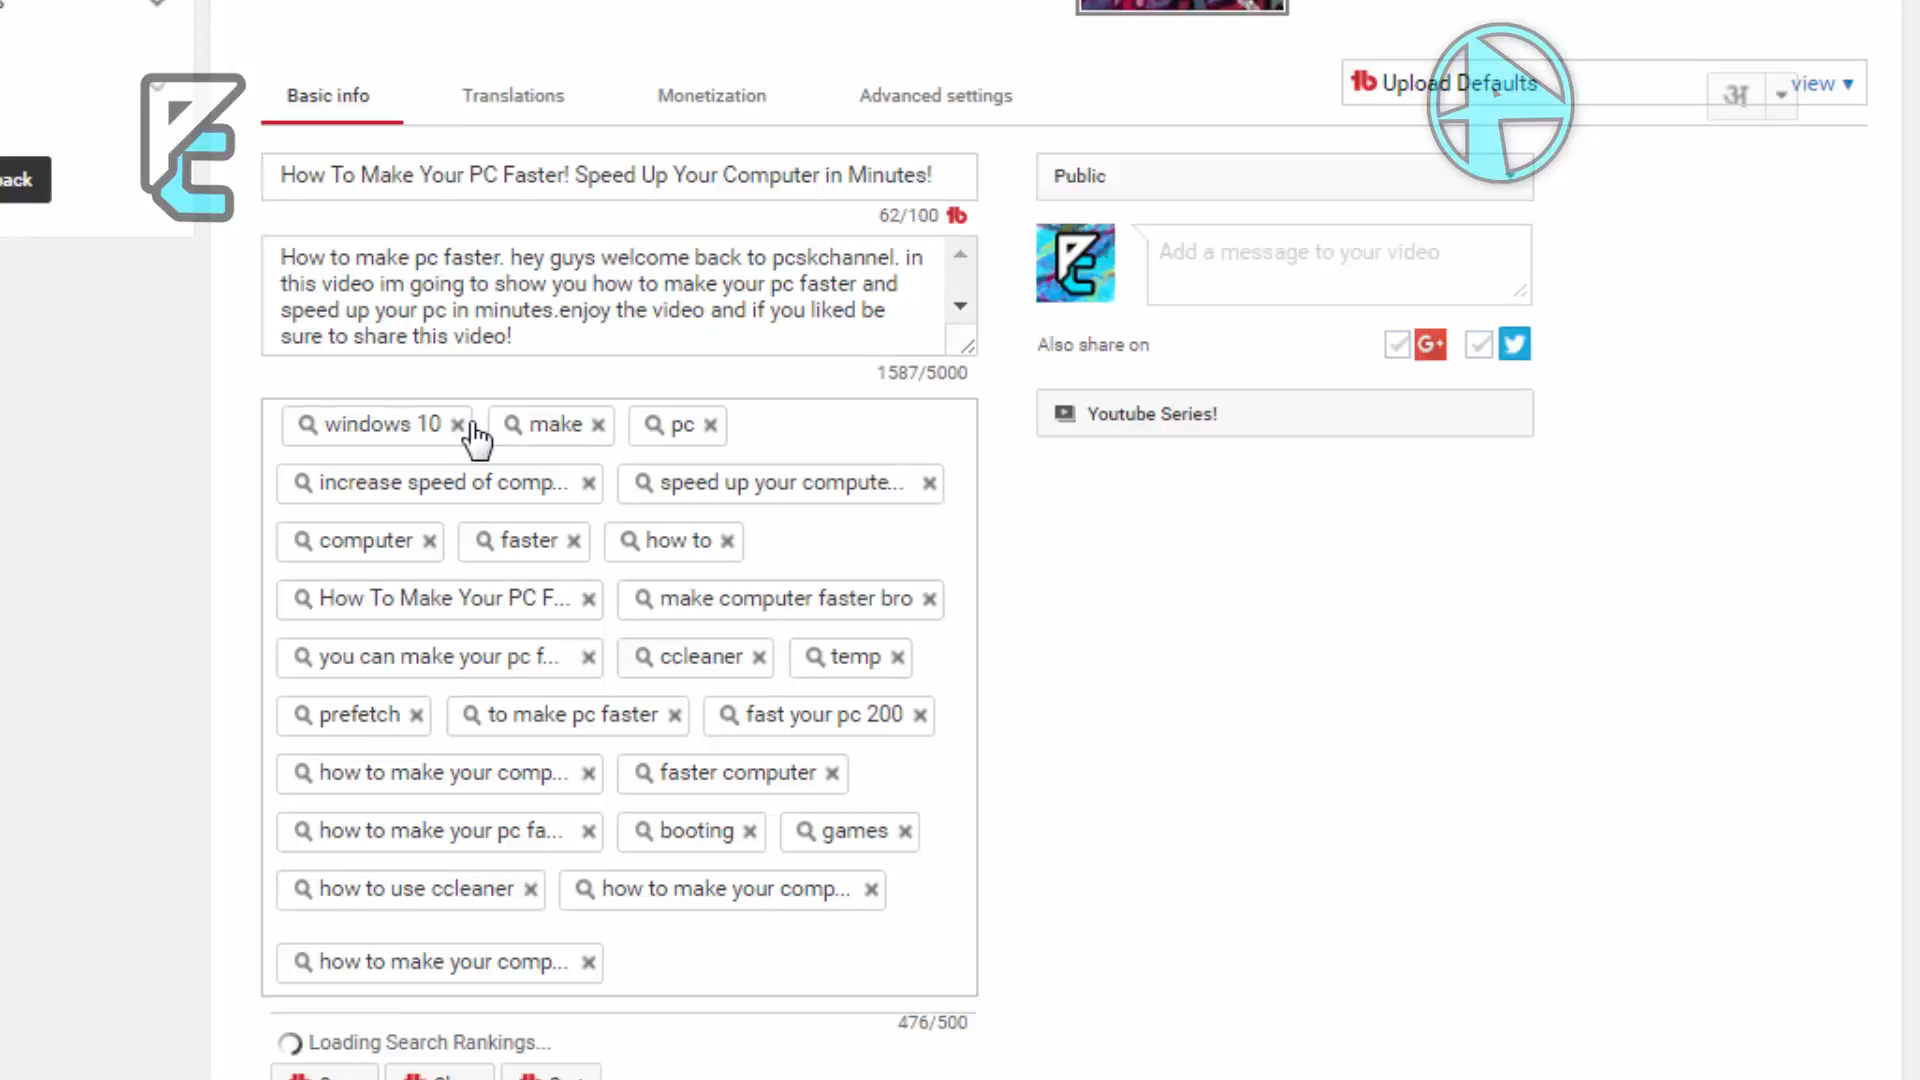 Upload Defaults
view ▼
Basic info Translations Monetization Advanced settings
अ
How To Make Your PC Faster! Speed Up Your Computer in Minutes!
Public
62/100
How to make pc faster. hey guys welcome back to pcskchannel. in
this video im going to show you how to make your pc faster and
speed up your pc in minutes.enjoy the video and if you liked be
sure to share this video!
Add a message to your video
Also share on
G+
1587/5000
Youtube Series!
windows 10 make pc
increase speed of comp... speed up your compute...
computer faster how to
How To Make Your PC F... make computer faster bro
you can make your pc f... ccleaner temp
prefetch to make pc faster fast your pc 200
how to make your comp... faster computer
how to make your pc fa... booting games
how to use ccleaner how to make your comp...
how to make your comp...
476/500
Loading Search Rankings...